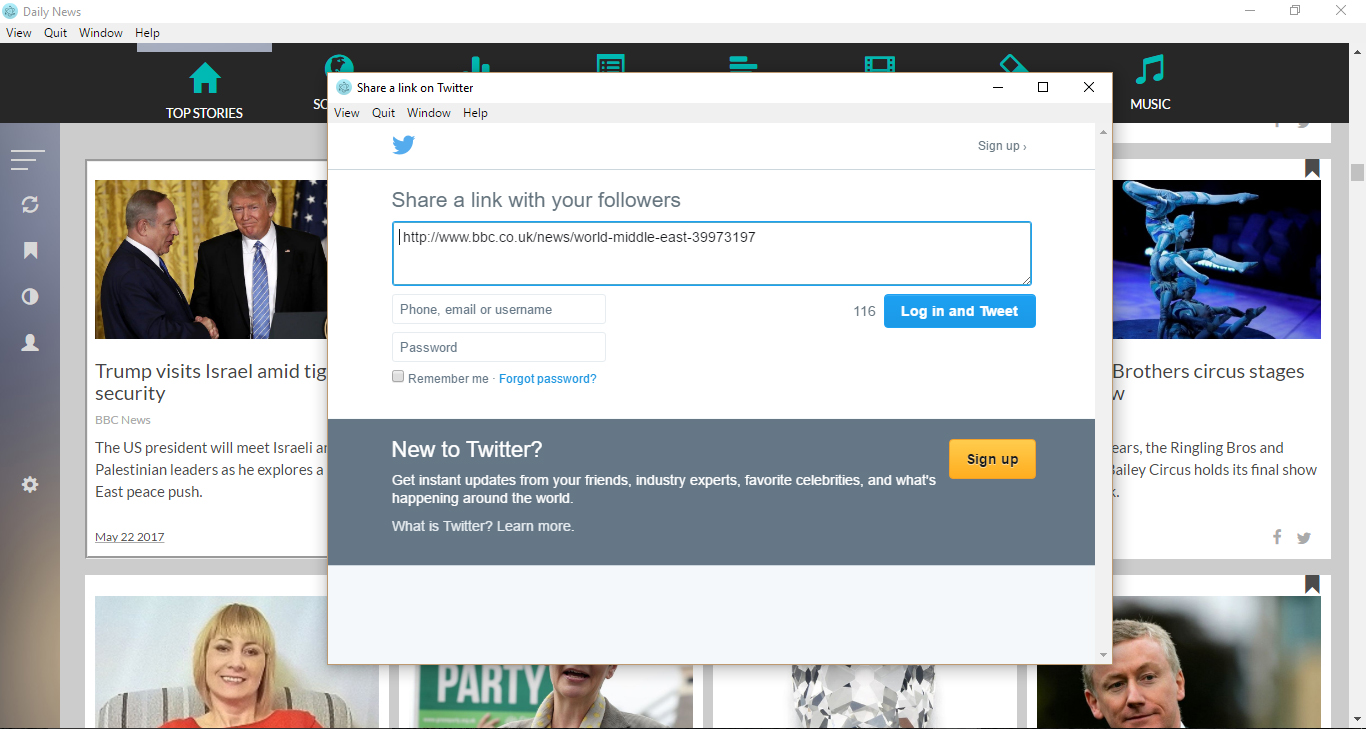 Daily News
View Quit Window Help
TOP STORIES
MUSIC
Share a link on Twitter
View Quit Window Help
Sign up ›
Share a link with your followers
http://www.bbc.co.uk/news/world-middle-east-39973197
Phone, email or username
116
Log in and Tweet
Password
Remember me · Forgot password?
New to Twitter?
Sign up
Get instant updates from your friends, industry experts, favorite celebrities, and what's
happening around the world.
What is Twitter? Learn more.
Trump visits Israel amid tig
security
BBC News
The US president will meet Israeli ar
Palestinian leaders as he explores a
East peace push.
May 22 2017
Brothers circus stages
ears, the Ringling Bros and
Bailey Circus holds its final show
PARTY